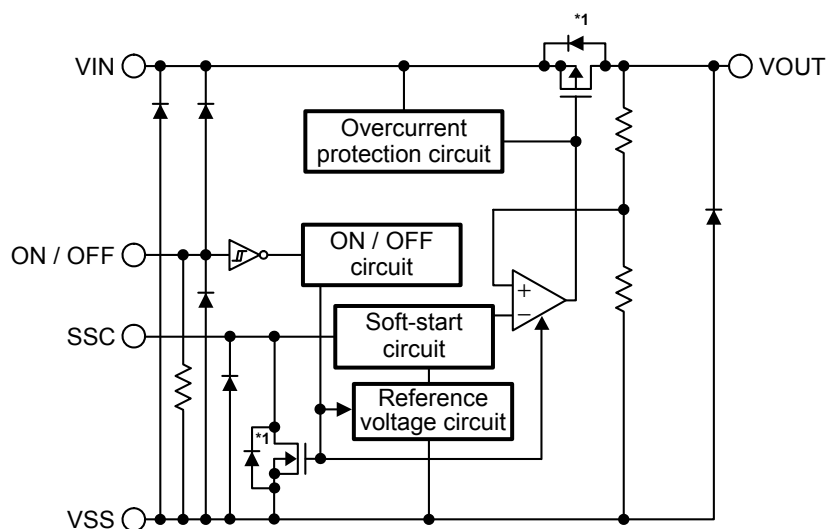 *1
VIN
VOUT
Overcurrent
protection circuit
ON / OFF
ON / OFF
circuit
+
−
SSC
Soft-start
circuit
Reference
voltage circuit
*1
VSS